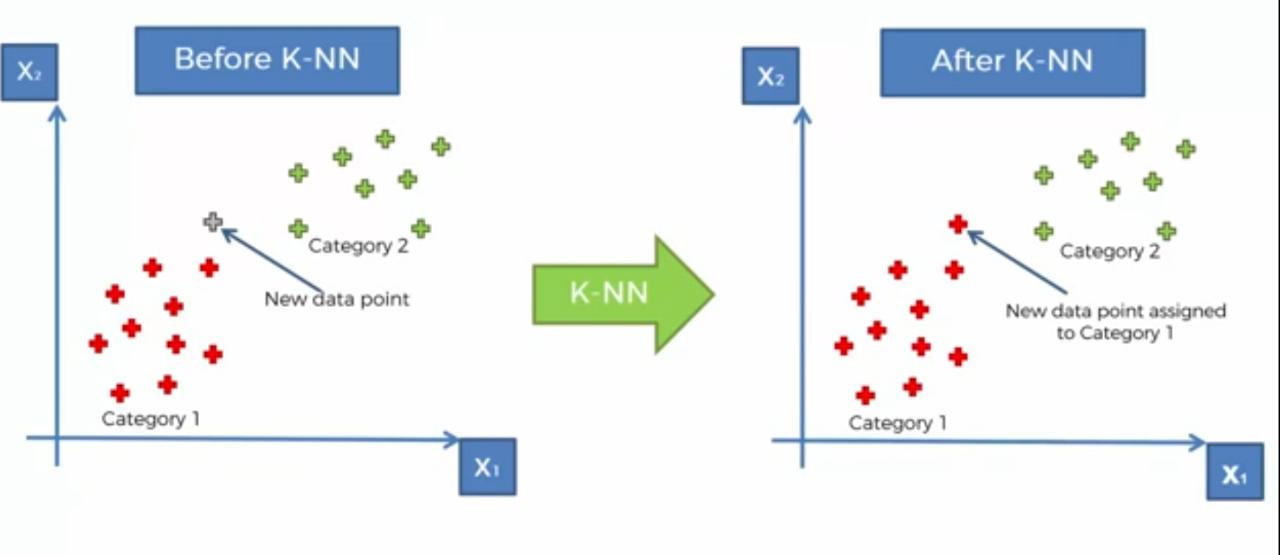 Before K-NN
X₂
Category 2
New data point
Category 1
X₁
K-NN
After K-NN
X₂
Category 2
New data point assigned
to Category 1
Category 1
X₁